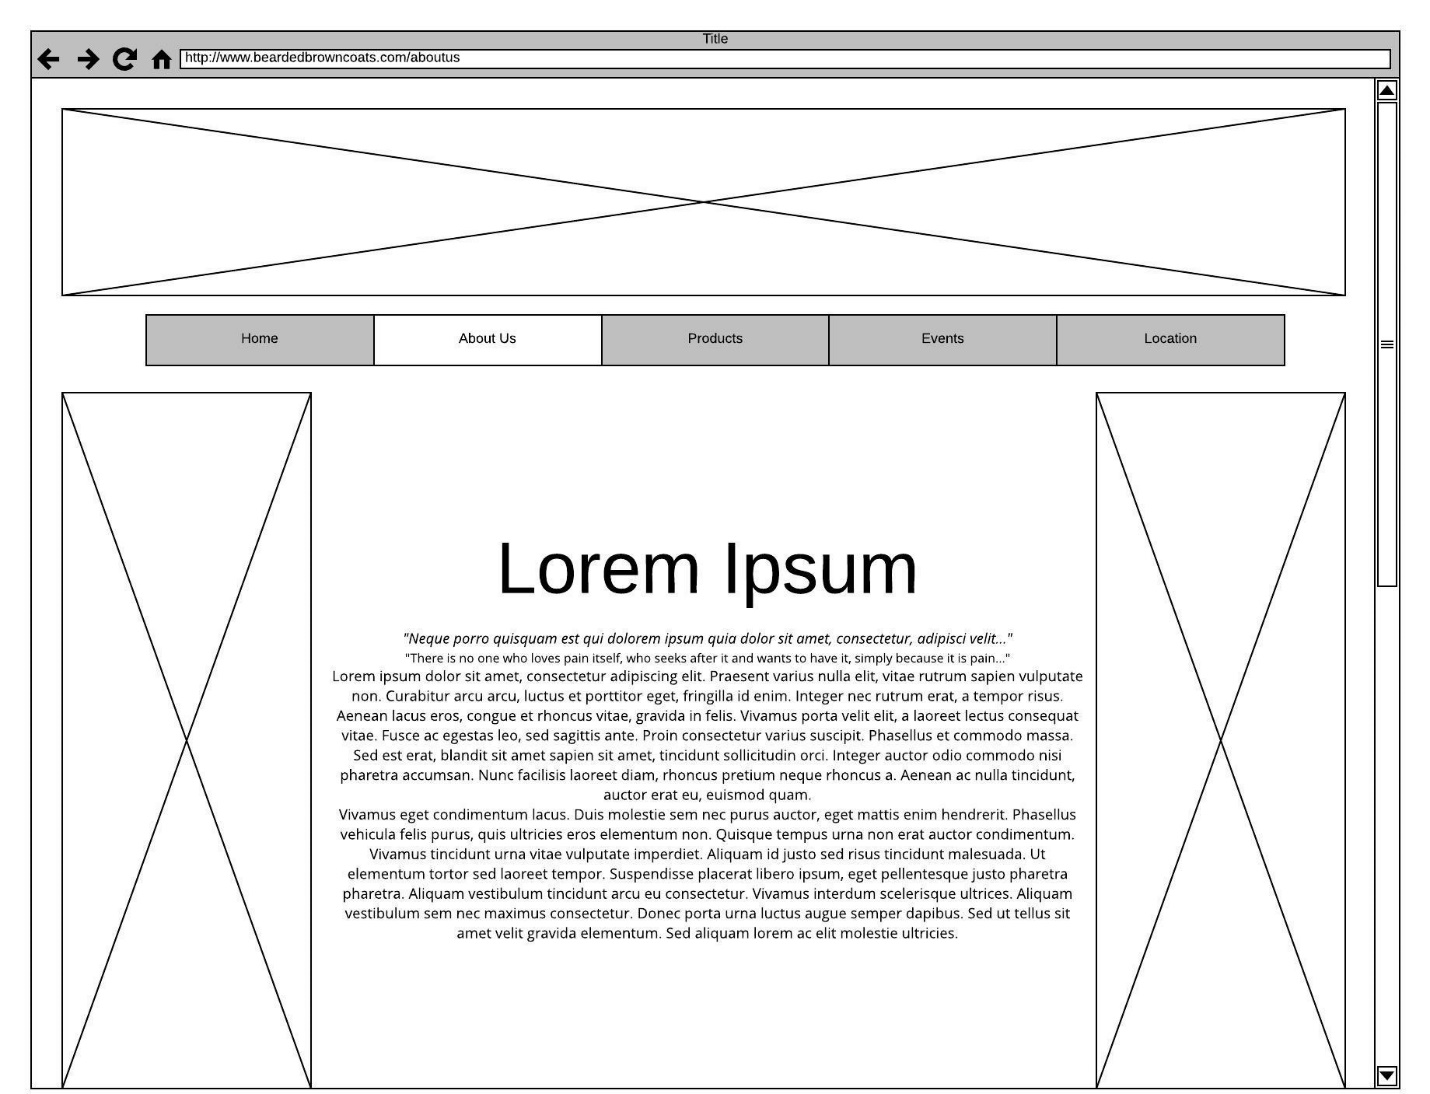 Title
http://www.beardedbrowncoats.com/aboutus
Home
About Us
Products
Events
Location
Lorem Ipsum
"Neque porro quisquam est qui dolorem ipsum quia dolor sit amet, consectetur, adipisci velit..."
"There is no one who loves pain itself, who seeks after it and wants to have it, simply because it is pain..."
Lorem ipsum dolor sit amet, consectetur adipiscing elit. Praesent varius nulla elit, vitae rutrum sapien vulputate
non. Curabitur arcu arcu, luctus et porttitor eget, fringilla id enim. Integer nec rutrum erat, a tempor risus.
Aenean lacus eros, congue et rhoncus vitae, gravida in felis. Vivamus porta velit elit, a laoreet lectus consequat
vitae. Fusce ac egestas leo, sed sagittis ante. Proin consectetur varius suscipit. Phasellus et commodo massa.
Sed est erat, blandit sit amet sapien sit amet, tincidunt sollicitudin orci. Integer auctor odio commodo nisi
pharetra accumsan. Nunc facilisis laoreet diam, rhoncus pretium neque rhoncus a. Aenean ac nulla tincidunt,
auctor erat eu, euismod quam.
Vivamus eget condimentum lacus. Duis molestie sem nec purus auctor, eget mattis enim hendrerit. Phasellus
vehicula felis purus, quis ultricies eros elementum non. Quisque tempus urna non erat auctor condimentum.
Vivamus tincidunt urna vitae vulputate imperdiet. Aliquam id justo sed risus tincidunt malesuada. Ut
elementum tortor sed laoreet tempor. Suspendisse placerat libero ipsum, eget pellentesque justo pharetra
pharetra. Aliquam vestibulum tincidunt arcu eu consectetur. Vivamus interdum scelerisque ultrices. Aliquam
vestibulum sem nec maximus consectetur. Donec porta urna luctus augue semper dapibus. Sed ut tellus sit
amet velit gravida elementum. Sed aliquam lorem ac elit molestie ultricies.